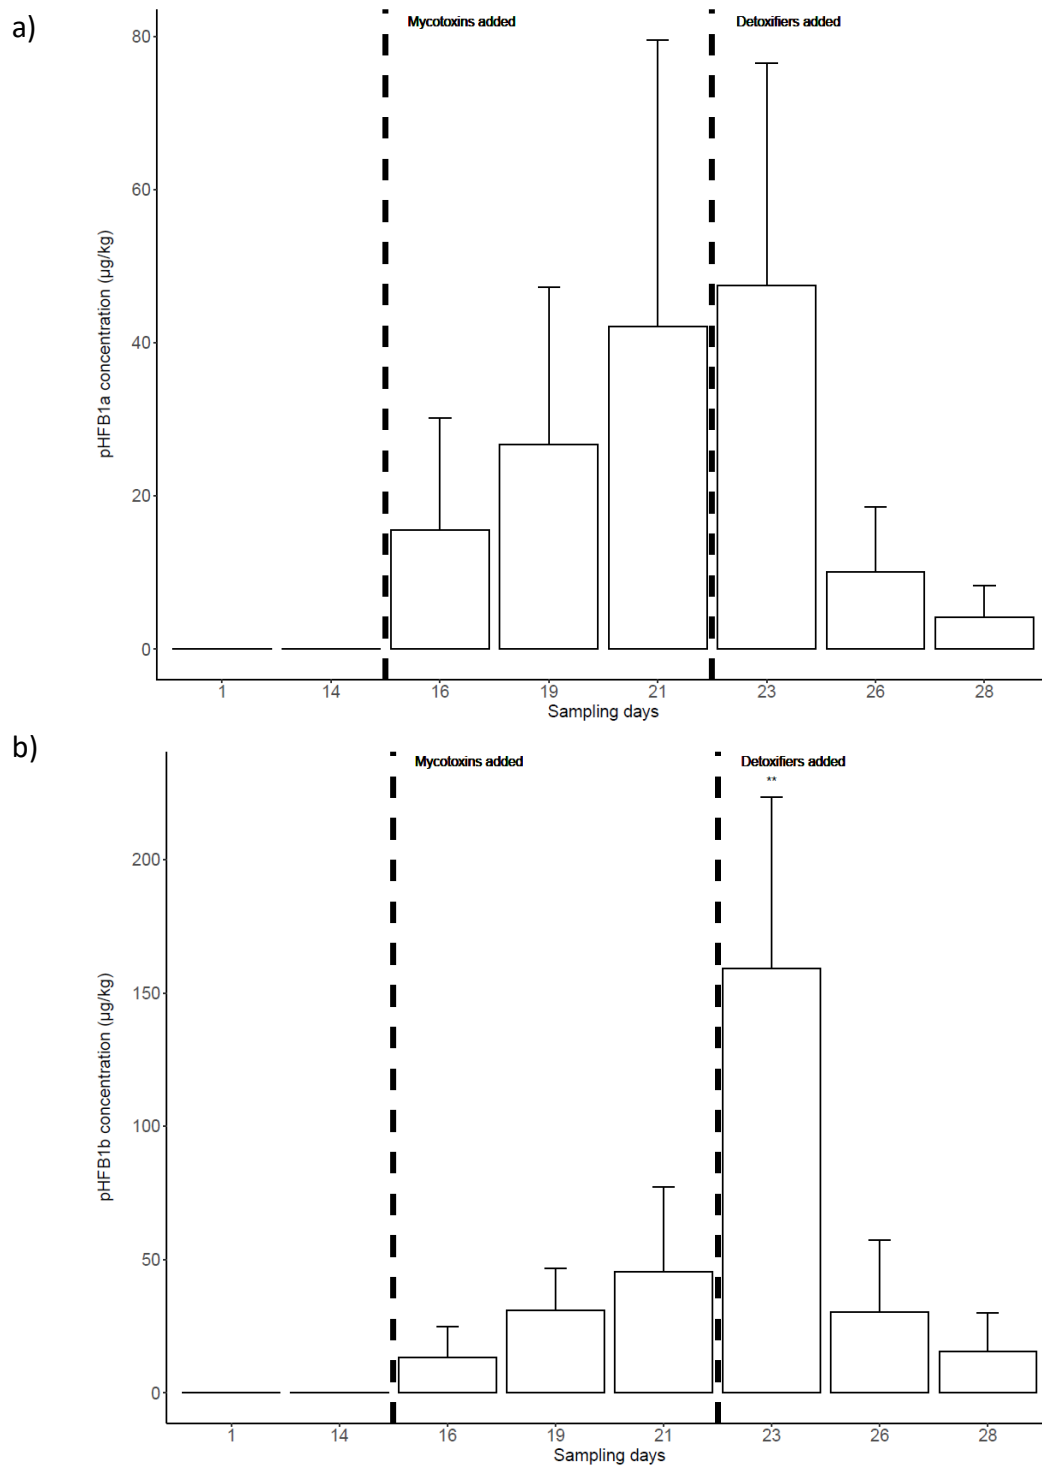 a)
Mycotoxins added
Detoxifiers added
80
60
40
20
0
pHFB1a concentration (µg/kg)
1 14 16 19 21 23 26 28
Sampling days
b)
Mycotoxins added
Detoxifiers added
**
200
150
100
50
0
pHFB1b concentration (µg/kg)
1 14 16 19 21 23 26 28
Sampling days